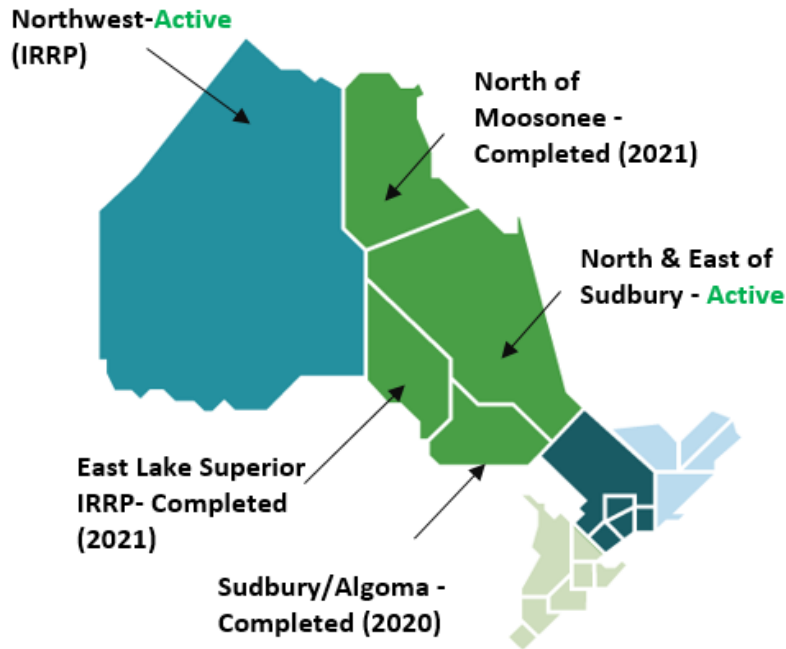 Northwest-Active
(IRRP)
North of
Moosonee -
Completed (2021)
North & East of
Sudbury - Active
East Lake Superior
IRRP- Completed
(2021)
Sudbury/Algoma -
Completed (2020)